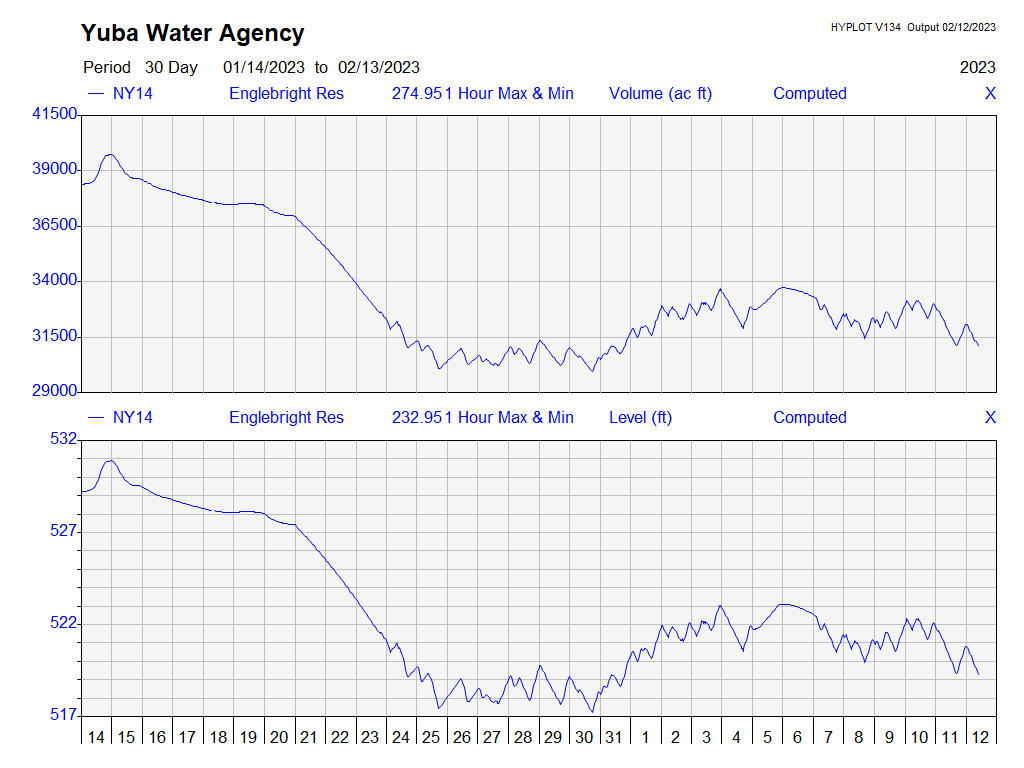 Yuba Water Agency
HYPLOT V134 Output 02/12/2023
Period 30 Day 01/14/2023 to 02/13/2023
2023
NY14 Englebright Res 274.951 Hour Max & Min Volume (ac ft) Computed X
41500
39000
36500
34000
31500
29000
NY14 Englebright Res 232.951 Hour Max & Min Level (ft) Computed X
532
527
522
517
14 15 16 17 18 19 20 21 22 23 24 25 26 27 28 29 30 31 1 2 3 4 5 6 7 8 9 10 11 12